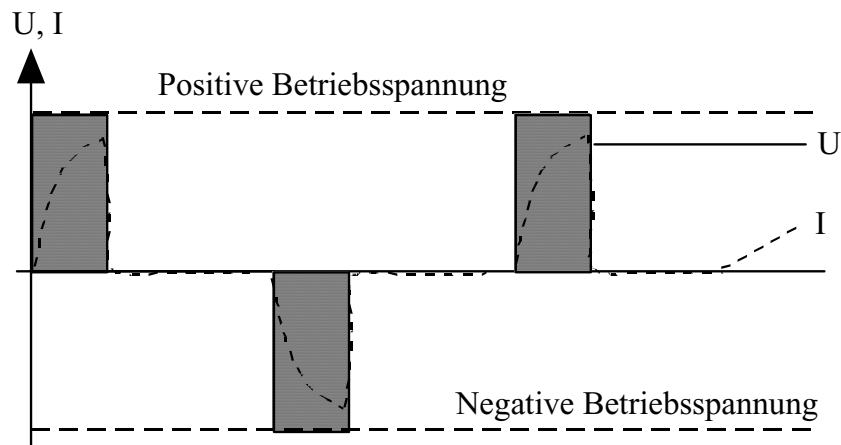 U, I
Positive Betriebsspannung
U
I
Negative Betriebsspannung